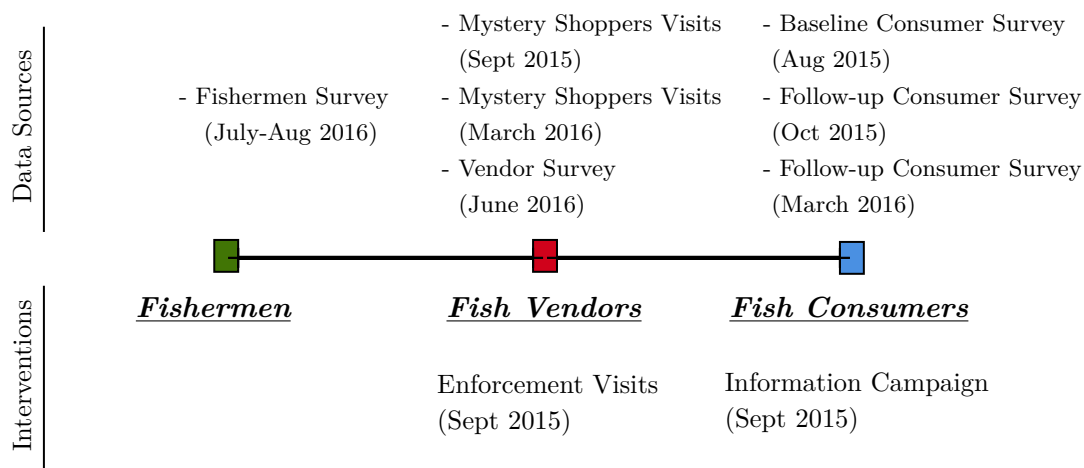 Data Sources
- Fishermen Survey
(July-Aug 2016)
- Mystery Shoppers Visits
(Sept 2015)
- Mystery Shoppers Visits
(March 2016)
- Vendor Survey
(June 2016)
- Baseline Consumer Survey
(Aug 2015)
- Follow-up Consumer Survey
(Oct 2015)
- Follow-up Consumer Survey
(March 2016)
Fishermen
Fish Vendors
Fish Consumers
Interventions
Enforcement Visits
(Sept 2015)
Information Campaign
(Sept 2015)